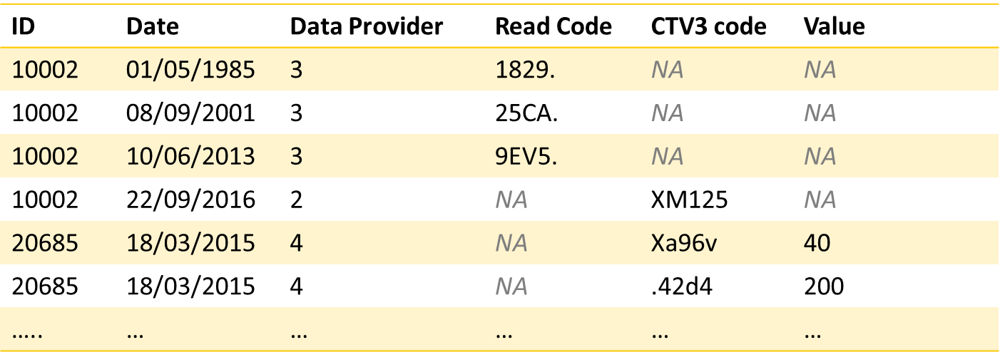 ID Date Data Provider Read Code CTV3 code Value
10002 01/05/1985 3 1829. NA NA
10002 08/09/2001 3 25CA. NA NA
10002 10/06/2013 3 9EV5. NA NA
10002 22/09/2016 2 NA XM125 NA
20685 18/03/2015 4 NA Xa96v 40
20685 18/03/2015 4 NA .42d4 200
….. … … … … …